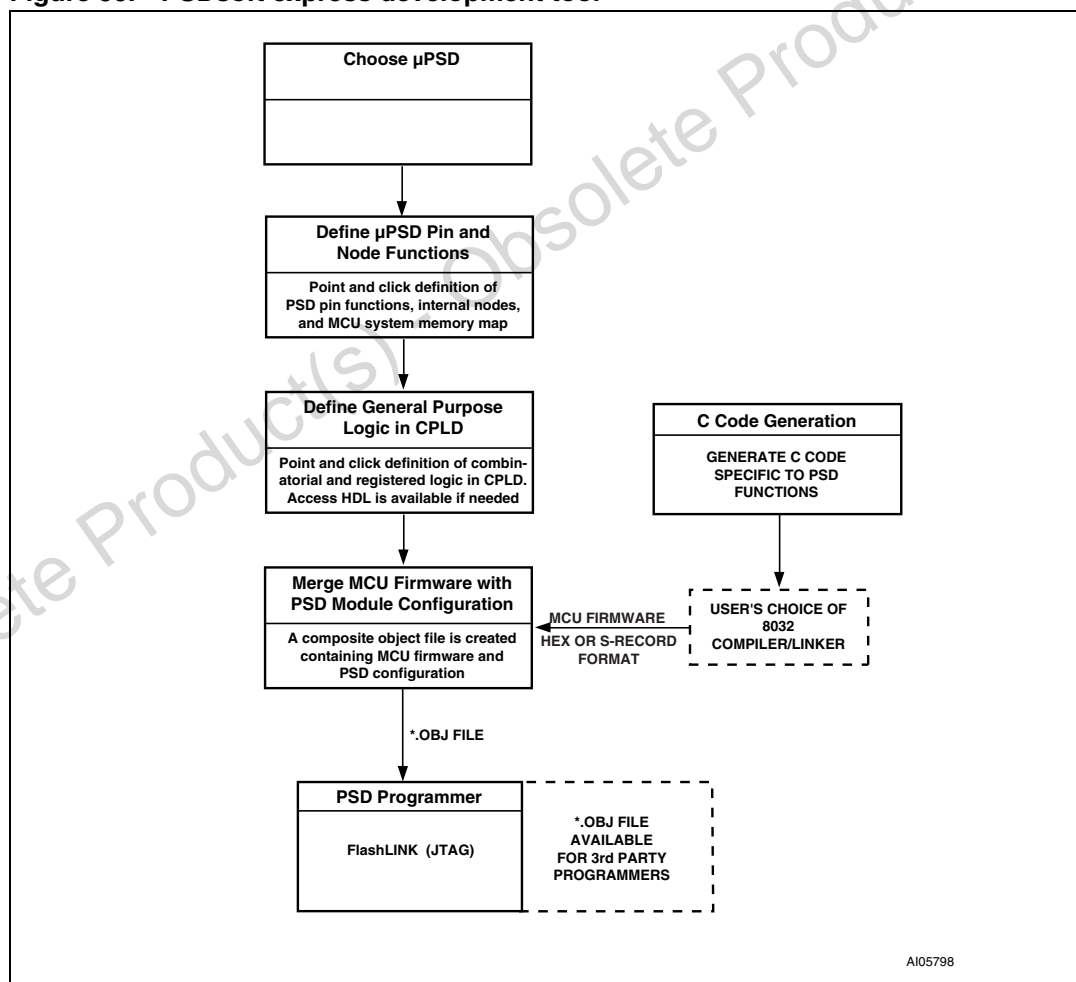 Choose µPSD
Define µPSD Pin and
Node Functions
Point and click definition of
PSD pin functions, internal nodes,
and MCU system memory map
Define General Purpose
Logic in CPLD
Point and click definition of combin-
atorial and registered logic in CPLD.
Access HDL is available if needed
C Code Generation
GENERATE C CODE
SPECIFIC TO PSD
FUNCTIONS
Merge MCU Firmware with
PSD Module Configuration
A composite object file is created
containing MCU firmware and
PSD configuration
MCU FIRMWARE
HEX OR S-RECORD
FORMAT
USER'S CHOICE OF
8032
COMPILER/LINKER
*.OBJ FILE
PSD Programmer
FlashLINK (JTAG)
*.OBJ FILE
AVAILABLE
FOR 3rd PARTY
PROGRAMMERS
AI05798
Obsolete Product(s) - Obsolete Produc